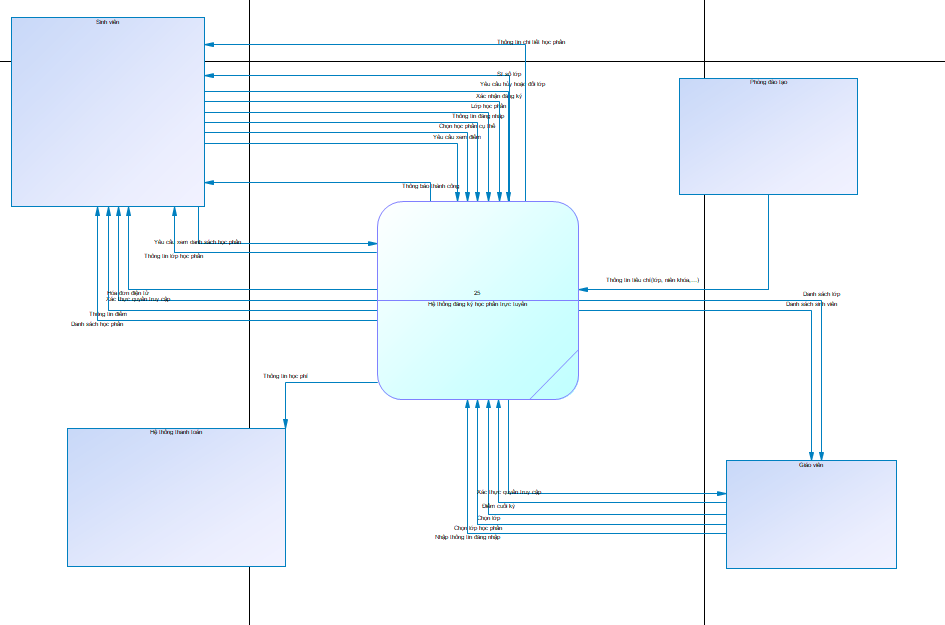 Sinh viên
Thông tin chi tiết học phần
Sĩ số lớp
Phòng đào tạo
Yêu cầu hủy hoặc đổi lớp
Xác nhận đăng ký
Lớp học phần
Thông tin đăng nhập
Chọn học phần cụ thể
Yêu cầu xem điểm
Thông báo thành công
Yêu cầu xem danh sách học phần
Thông tin lớp học phần
Thông tin tiêu chí(lớp, niên khóa,...)
Hóa đơn điện tử
25
Danh sách lớp
Xác thực quyền truy cập
Hệ thống đăng ký học phần trực tuyến
Danh sách sinh viên
Thông tin điểm
Danh sách học phần
Thông tin học phí
Hệ thống thanh toán
Giáo viên
Xác thực quyền truy cập
Điểm cuối kỳ
Chọn lớp
Chọn lớp học phần
Nhập thông tin đăng nhập